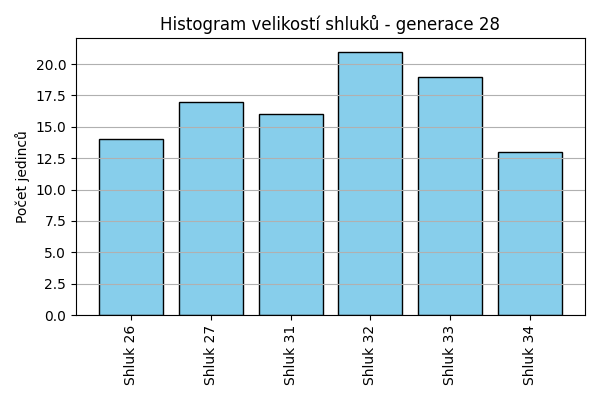 Histogram velikostí shluků - generace 28
Počet jedinců
20.0
17.5
15.0
12.5
10.0
7.5
5.0
2.5
0.0
Shluk 26
Shluk 27
Shluk 31
Shluk 32
Shluk 33
Shluk 34